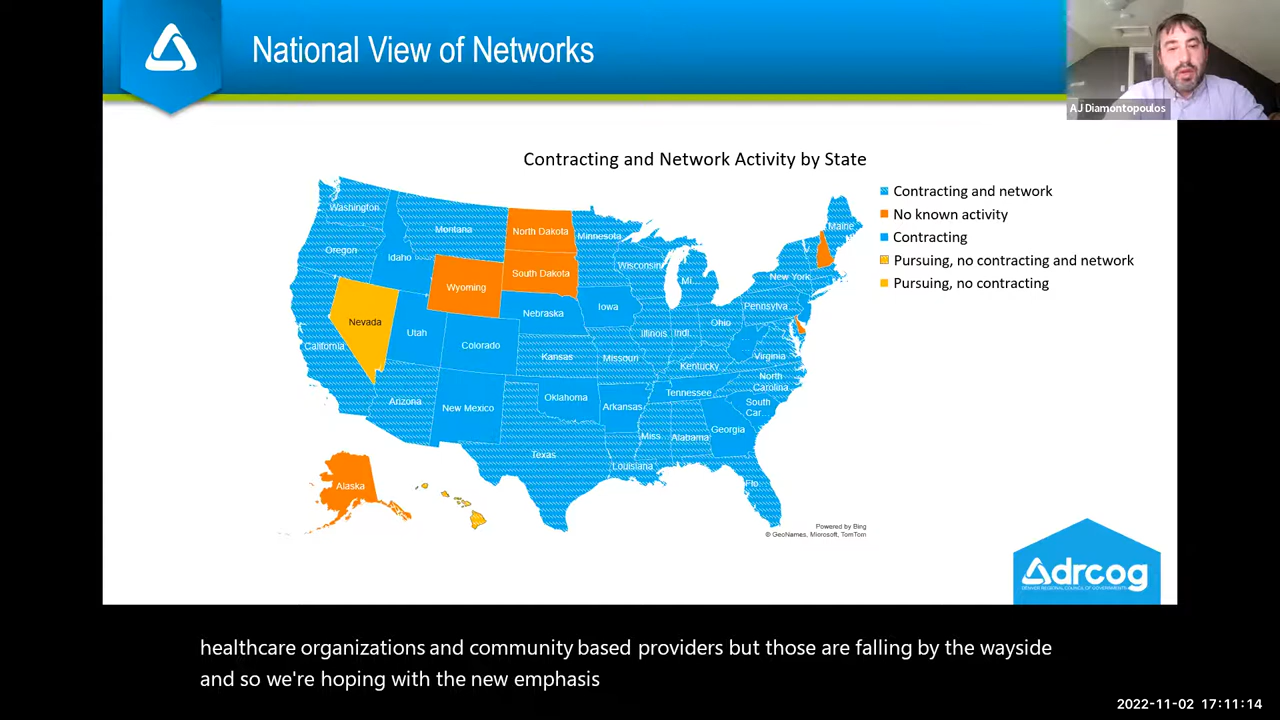 National View of Networks
AJ Diamontopoulos
Contracting and Network Activity by State
Contracting and network
No known activity
Contracting
Pursuing, no contracting and network
Pursuing, no contracting
Washington
Montana
North Dakota
Minnesota
Maine
Oregon
Idaho
South Dakota
Wisconsin
Wyoming
MI..
New York
Nebraska
Iowa
Pennsylva
Nevada
Utah
Illinois
Indi
Ohio
California
Colorado
Kansas
Missouri
Virginia
Kentucky
North
Carolina
Arizona
New Mexico
Oklahoma
Arkansas
Tennessee
South
Car...
Miss
Alabama
Georgia
Texas
Louisiana
Flo
Alaska
Powered by Bing
© GeoNames, Microsoft, TomTom
drcog
DENVER REGIONAL COUNCIL OF GOVERNMENTS
healthcare organizations and community based providers but those are falling by the wayside
and so we're hoping with the new emphasis
2022-11-02 17:11:14